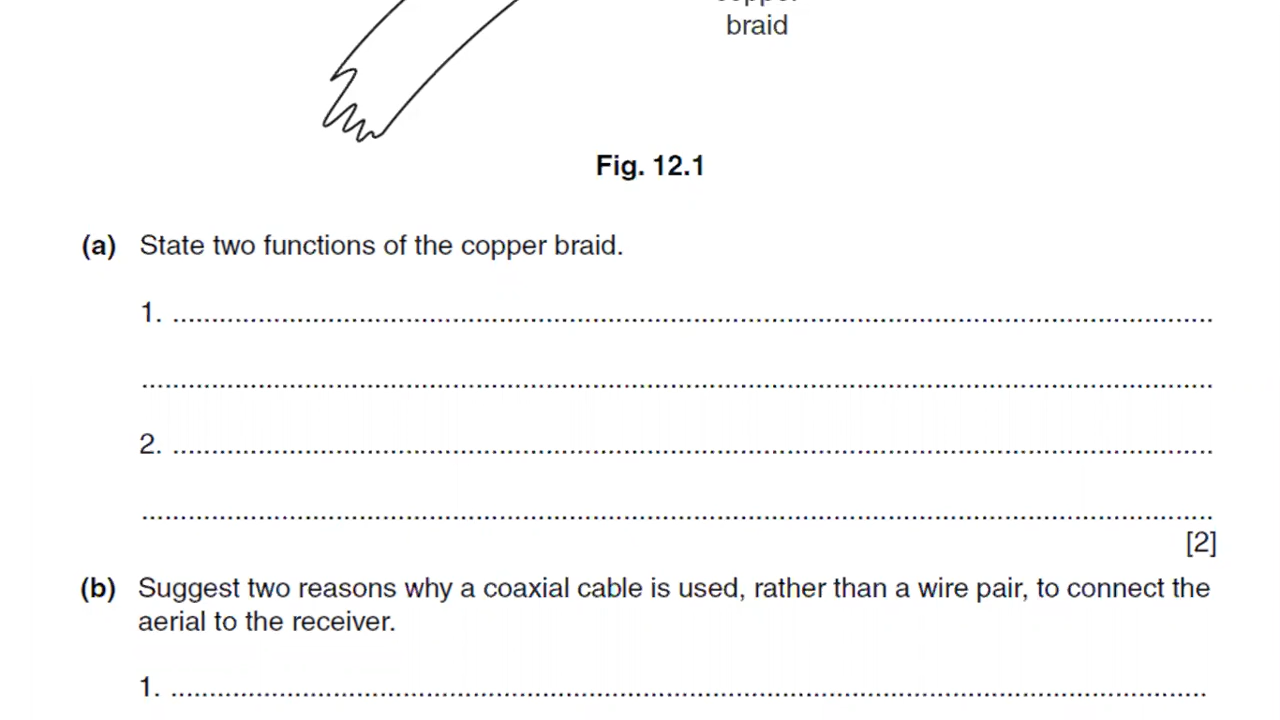 braid
Fig. 12.1
(a) State two functions of the copper braid.
1. ..........................................................................................................................................
..............................................................................................................................................
2. ..........................................................................................................................................
..............................................................................................................................................
[2]
(b) Suggest two reasons why a coaxial cable is used, rather than a wire pair, to connect the
aerial to the receiver.
1. ..........................................................................................................................................